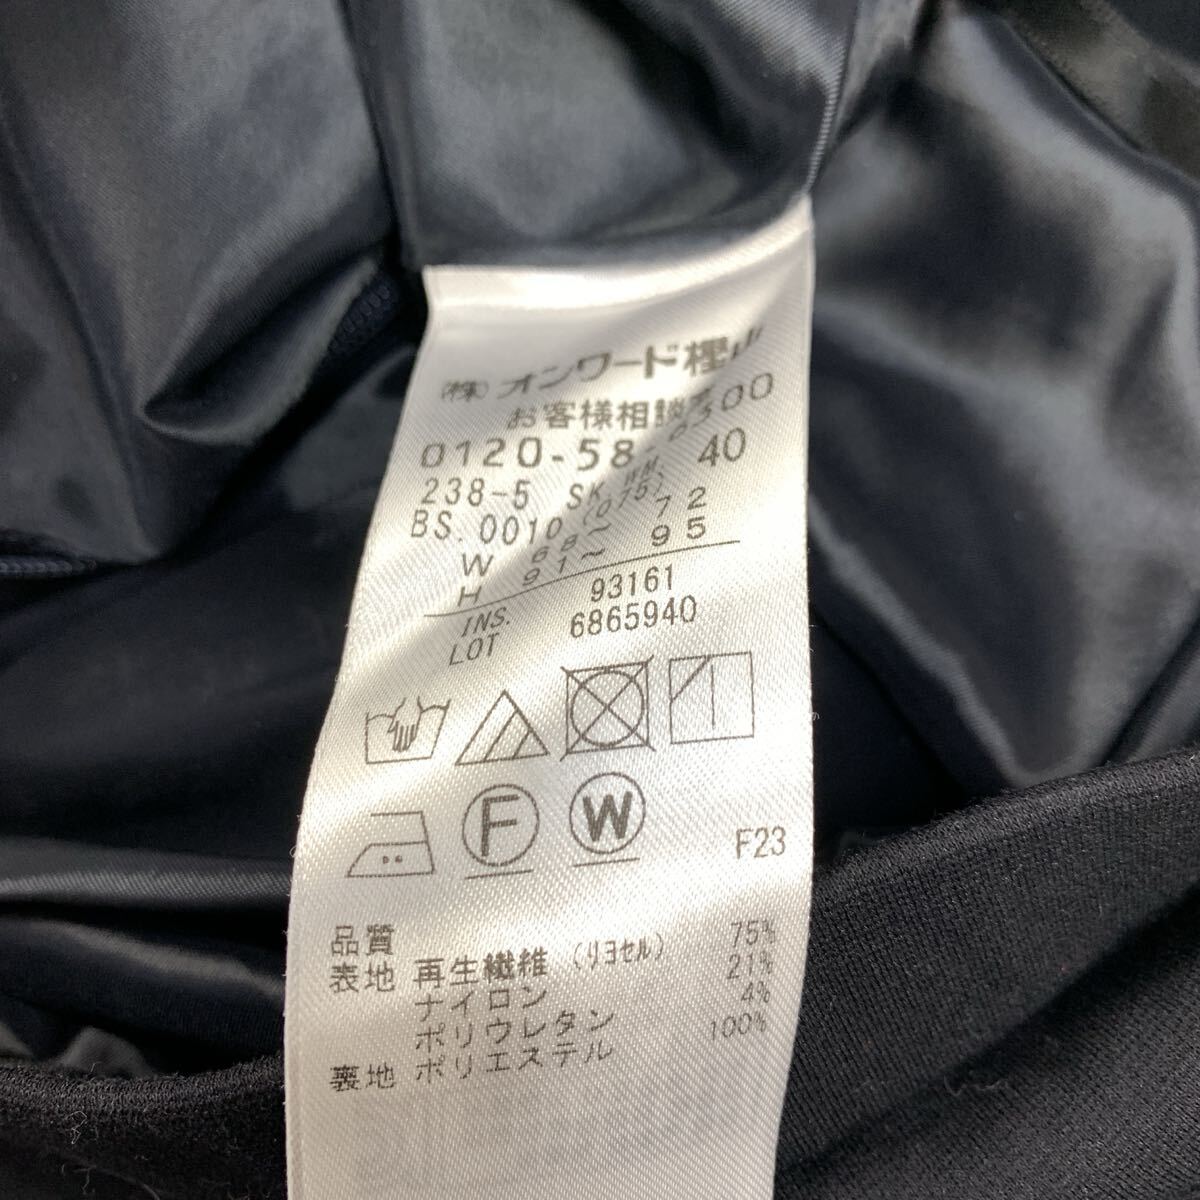 (株)オンワード樫山
お客様相談
0120-58-0300
238-5 SK.WM. 40
BS.0010 (075)
W 68～72
H 91～95
INS. 93161
LOT 6865940
F W
F23
品質
表地 再生繊維(リヨセル) 75%
ナイロン 21%
ポリウレタン 4%
裏地 ポリエステル 100%